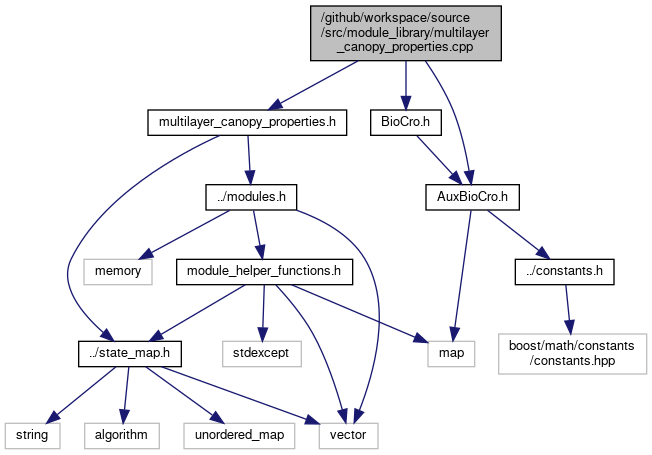 /github/workspace/source
/src/module_library/multilayer
_canopy_properties.cpp
multilayer_canopy_properties.h
BioCro.h
../modules.h
AuxBioCro.h
memory
module_helper_functions.h
../constants.h
../state_map.h
stdexcept
map
boost/math/constants
/constants.hpp
string
algorithm
unordered_map
vector